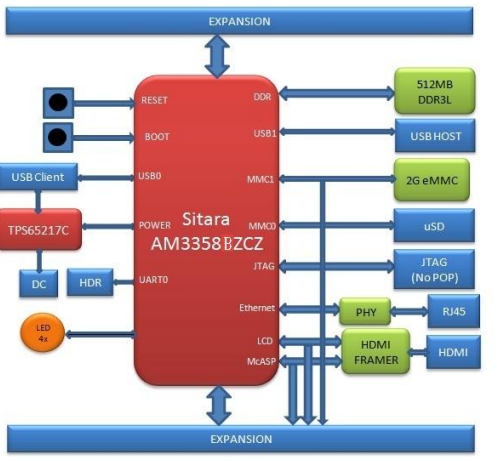 EXPANSION
RESET
BOOT
USB Client
USB0
TPS65217C
POWER
DC
HDR
UART0
LED
4x
Sitara
AM3358BZCZ
DDR
512MB
DDR3L
USB1
USB HOST
MMC1
2G eMMC
MMC0
uSD
JTAG
JTAG
(No POP)
Ethernet
PHY
RJ45
LCD
McASP
HDMI
FRAMER
HDMI
EXPANSION